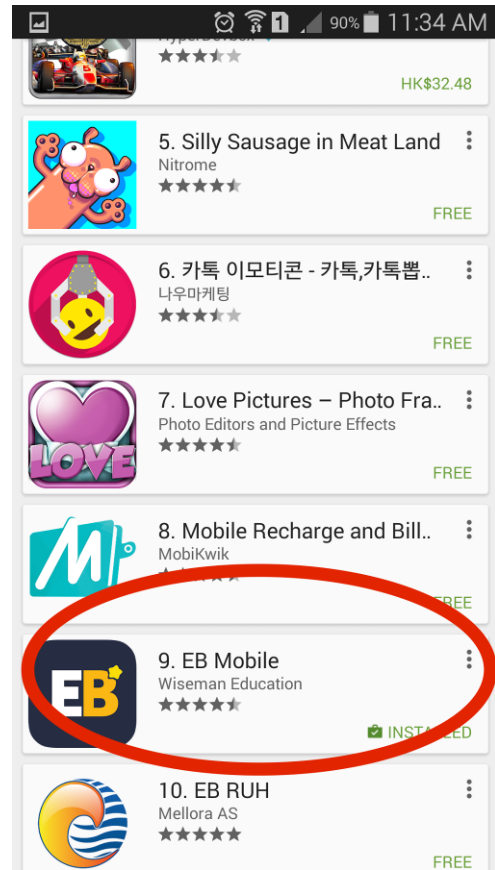 1 90% 11:34 AM
HK$32.48
5. Silly Sausage in Meat Land
Nitrome
FREE
6. 카톡 이모티콘 - 카톡,카톡뽑..
나우마케팅
FREE
7. Love Pictures – Photo Fra..
Photo Editors and Picture Effects
LOVE
FREE
8. Mobile Recharge and Bill..
M
MobiKwik
FREE
9. EB Mobile
EB
Wiseman Education
INSTALLED
10. EB RUH
Mellora AS
FREE